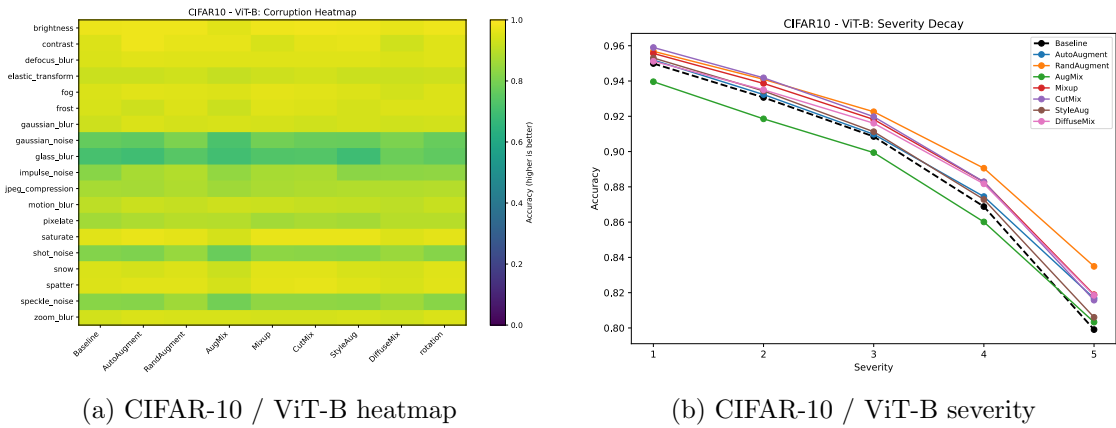 CIFAR10 - ViT-B: Corruption Heatmap
brightness
contrast
defocus_blur
elastic_transform
fog
frost
gaussian_blur
gaussian_noise
glass_blur
impulse_noise
jpeg_compression
motion_blur
pixelate
saturate
shot_noise
snow
spatter
speckle_noise
zoom_blur
Baseline
AutoAugment
RandAugment
AugMix
Mixup
CutMix
StyleAug
DiffuseMix
rotation
1.0
0.8
0.6
0.4
0.2
0.0
Accuracy (higher is better)
(a) CIFAR-10 / ViT-B heatmap
CIFAR10 - ViT-B: Severity Decay
Accuracy
0.96
0.94
0.92
0.90
0.88
0.86
0.84
0.82
0.80
1
2
3
4
5
Severity
Baseline
AutoAugment
RandAugment
AugMix
Mixup
CutMix
StyleAug
DiffuseMix
(b) CIFAR-10 / ViT-B severity